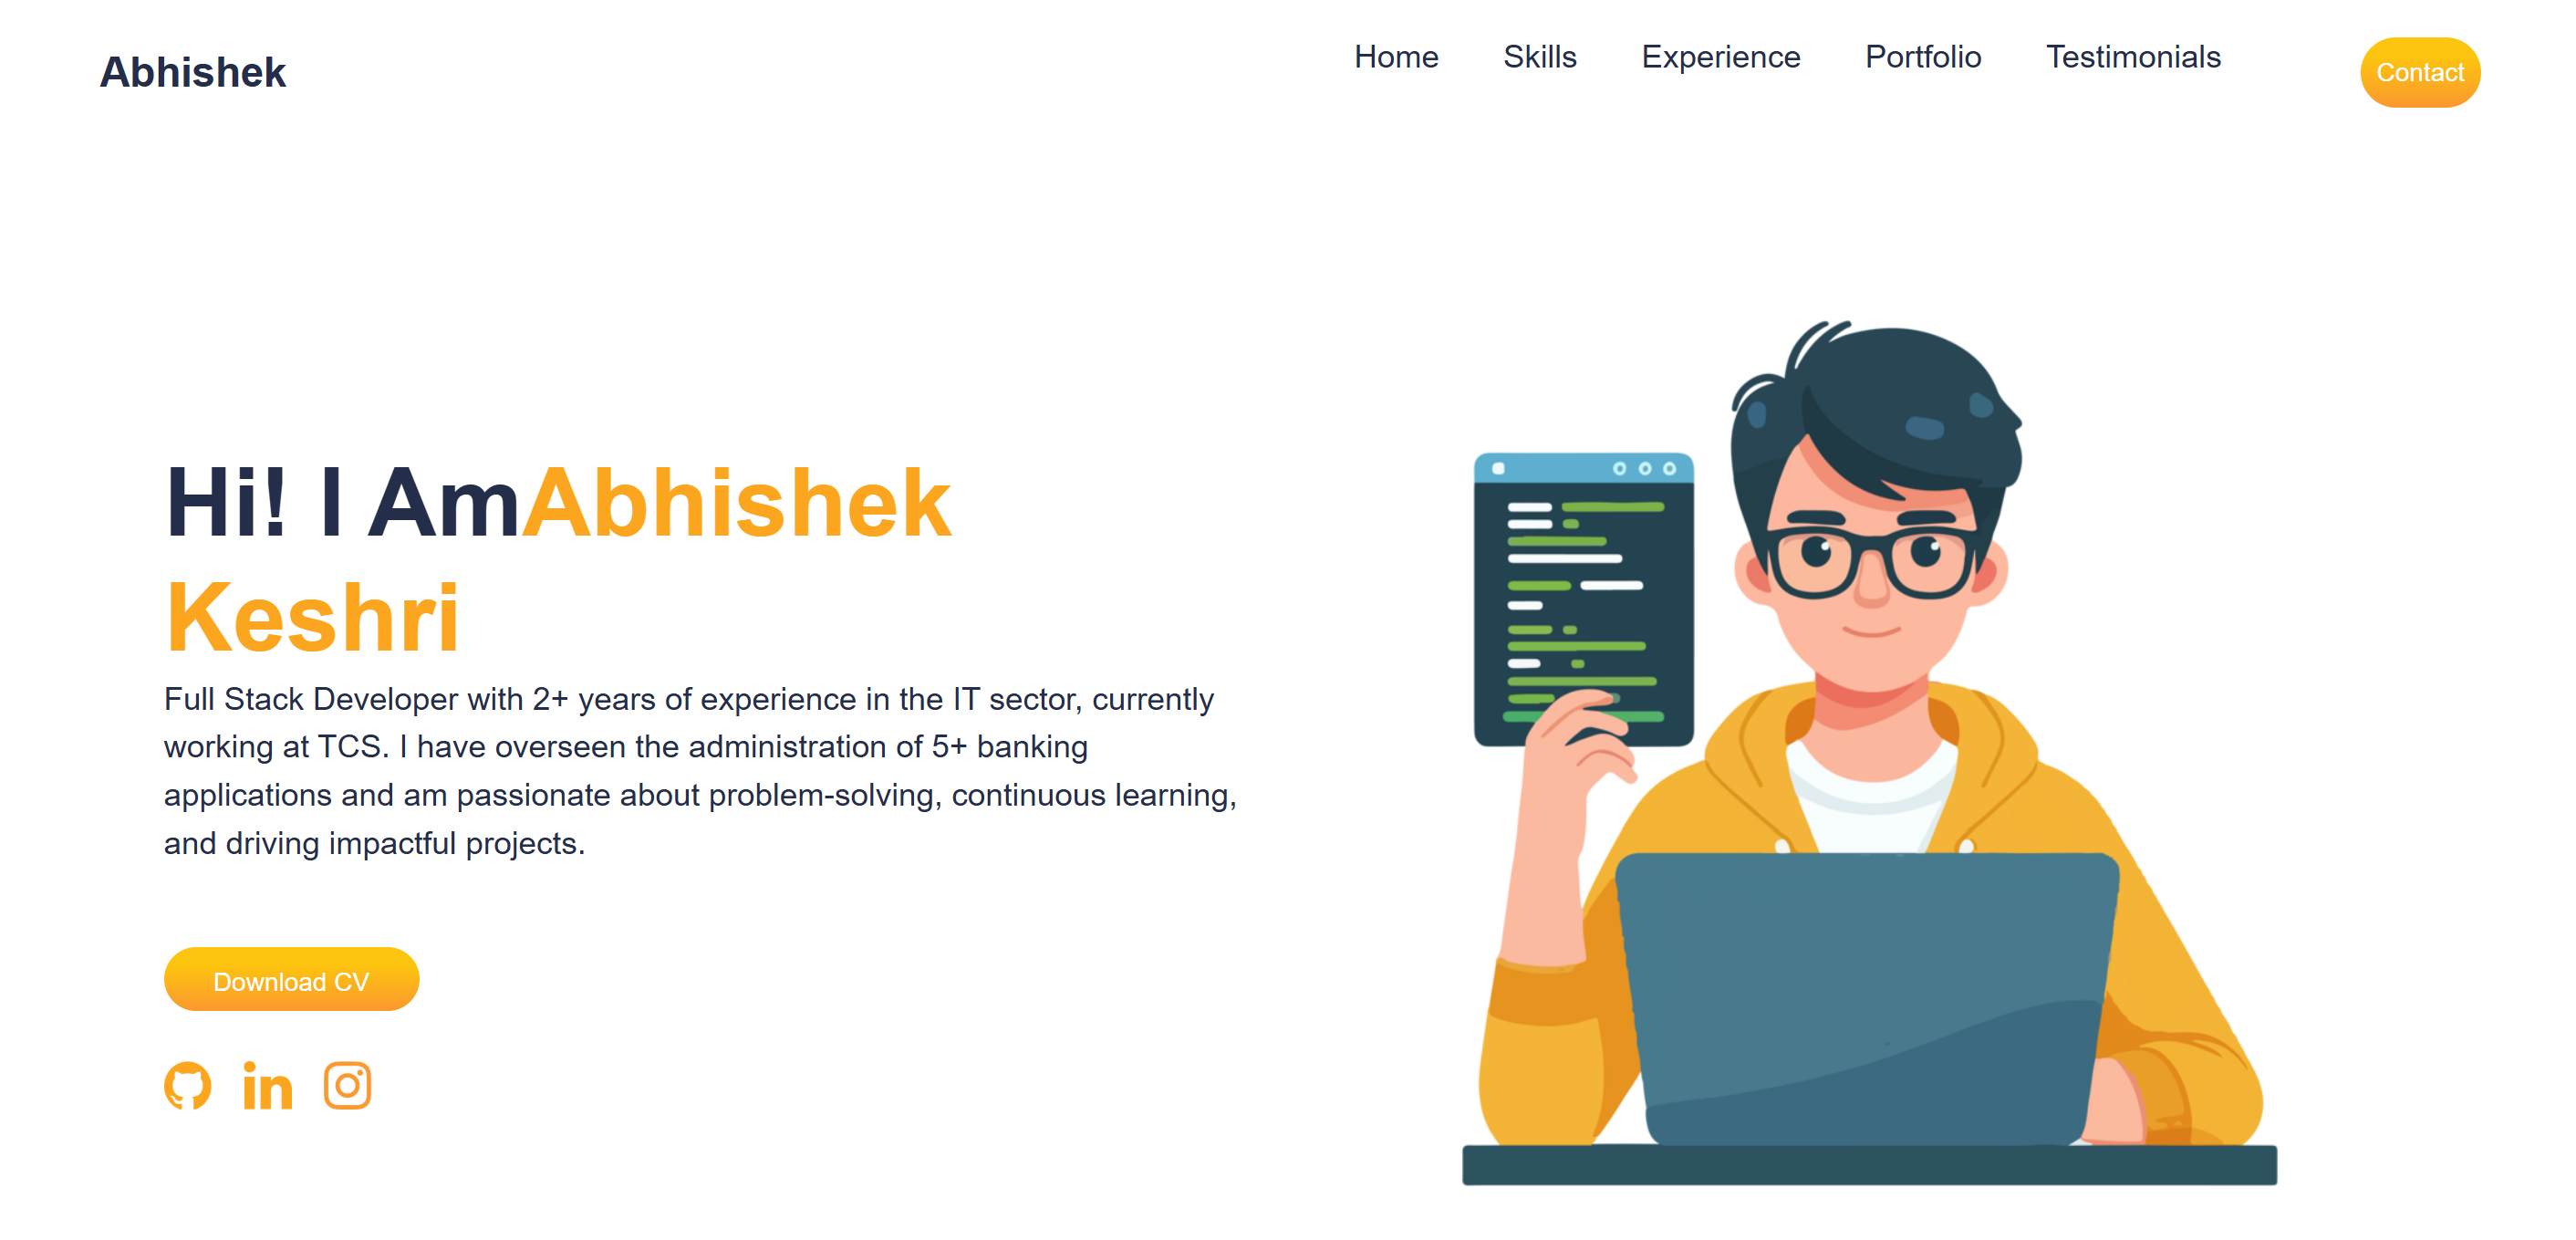 Abhishek
Home Skills Experience Portfolio Testimonials Contact
Hi! I AmAbhishek
Keshri
Full Stack Developer with 2+ years of experience in the IT sector, currently
working at TCS. I have overseen the administration of 5+ banking
applications and am passionate about problem-solving, continuous learning,
and driving impactful projects.
Download CV
in